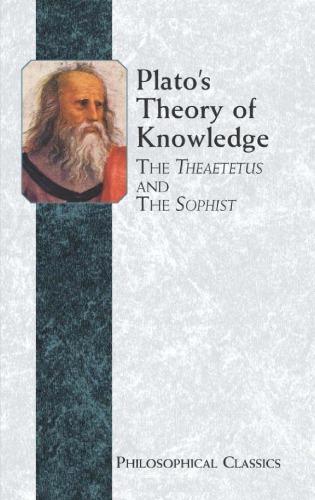 Plato's
Theory of
Knowledge
The Theaetetus
and
The Sophist
Philosophical Classics